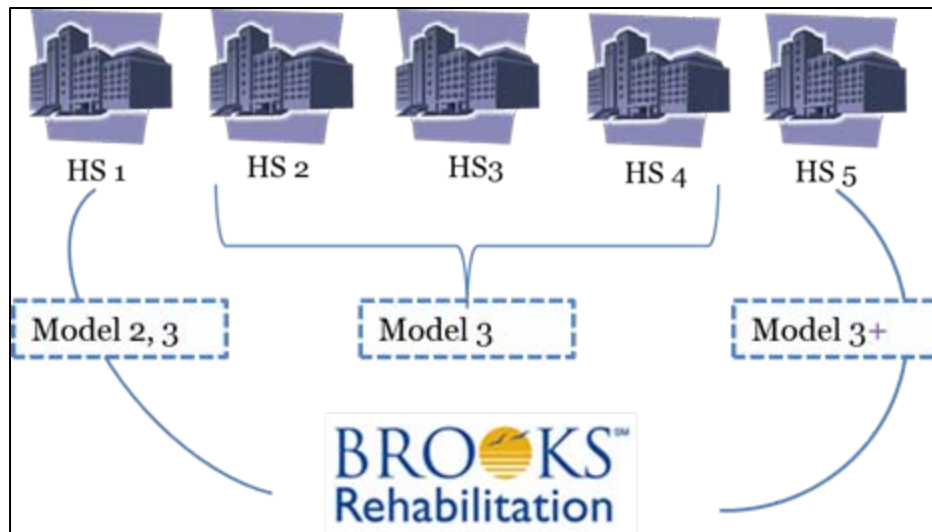 HS 1
HS 2
HS3
HS 4
HS 5
Model 2, 3
Model 3
Model 3+
BROOKS℠
Rehabilitation